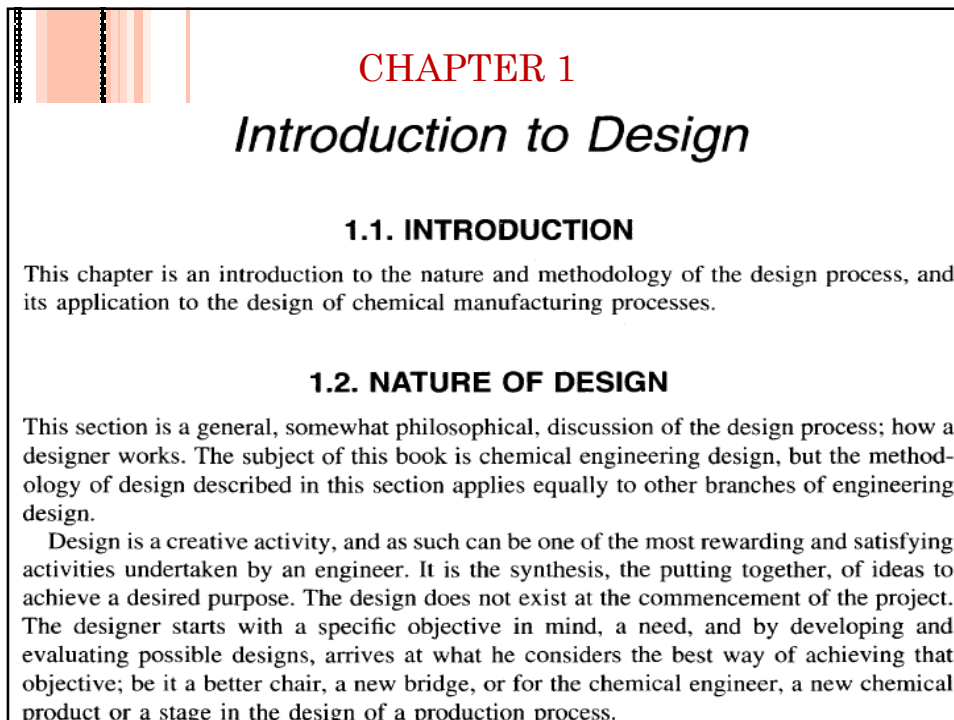 CHAPTER 1
Introduction to Design
1.1. INTRODUCTION
This chapter is an introduction to the nature and methodology of the design process, and
its application to the design of chemical manufacturing processes.
1.2. NATURE OF DESIGN
This section is a general, somewhat philosophical, discussion of the design process; how a
designer works. The subject of this book is chemical engineering design, but the method-
ology of design described in this section applies equally to other branches of engineering
design.
Design is a creative activity, and as such can be one of the most rewarding and satisfying
activities undertaken by an engineer. It is the synthesis, the putting together, of ideas to
achieve a desired purpose. The design does not exist at the commencement of the project.
The designer starts with a specific objective in mind, a need, and by developing and
evaluating possible designs, arrives at what he considers the best way of achieving that
objective; be it a better chair, a new bridge, or for the chemical engineer, a new chemical
product or a stage in the design of a production process.